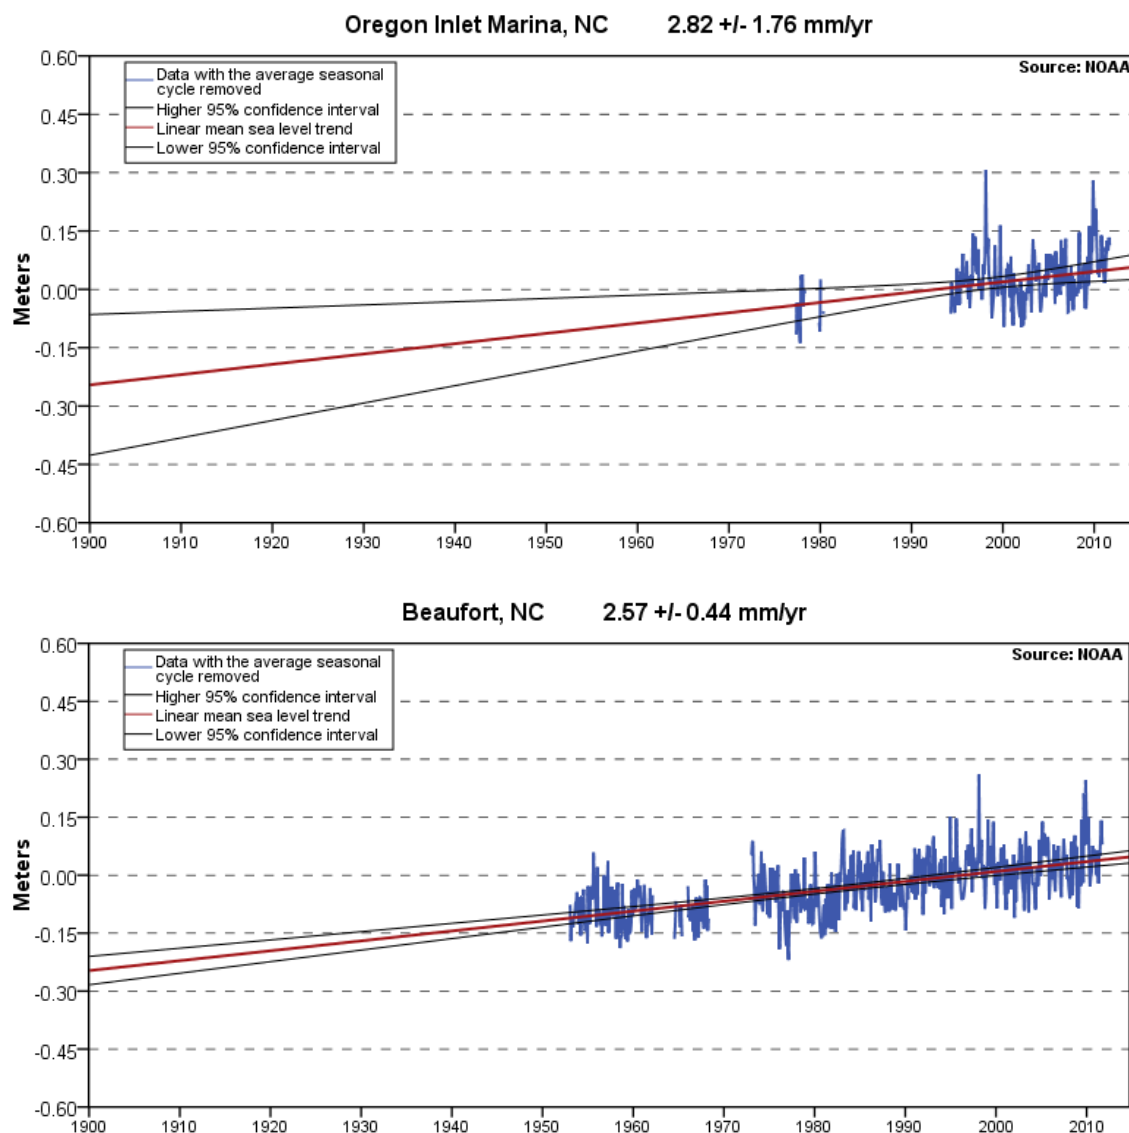 Oregon Inlet Marina, NC 2.82 +/- 1.76 mm/yr
Source: NOAA
Data with the average seasonal
cycle removed
Higher 95% confidence interval
Linear mean sea level trend
Lower 95% confidence interval
Meters
0.60
0.45
0.30
0.15
0.00
-0.15
-0.30
-0.45
-0.60
1900 1910 1920 1930 1940 1950 1960 1970 1980 1990 2000 2010
Beaufort, NC 2.57 +/- 0.44 mm/yr
Source: NOAA
Data with the average seasonal
cycle removed
Higher 95% confidence interval
Linear mean sea level trend
Lower 95% confidence interval
Meters
0.60
0.45
0.30
0.15
0.00
-0.15
-0.30
-0.45
-0.60
1900 1910 1920 1930 1940 1950 1960 1970 1980 1990 2000 2010